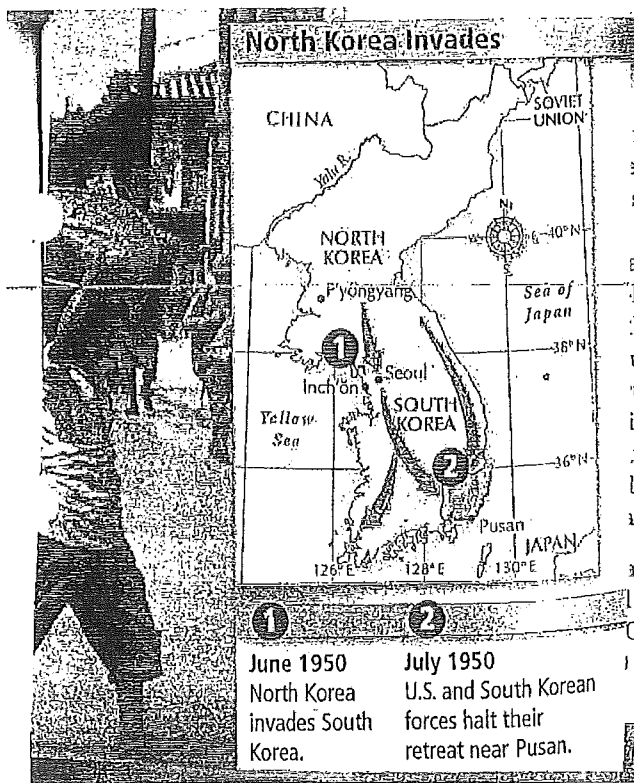 North Korea Invades
SOVIET
UNION
CHINA
Yalu R.
N
W E
S
40°N
NORTH
KOREA
P'yŏngyang
Sea of
Japan
1
38°N
Seoul
Inch'ŏn
SOUTH
KOREA
Yellow
Sea
2
36°N
Pusan
JAPAN
126°E 128°E 130°E
1 2
June 1950
North Korea
invades South
Korea.
July 1950
U.S. and South Korean
forces halt their
retreat near Pusan.